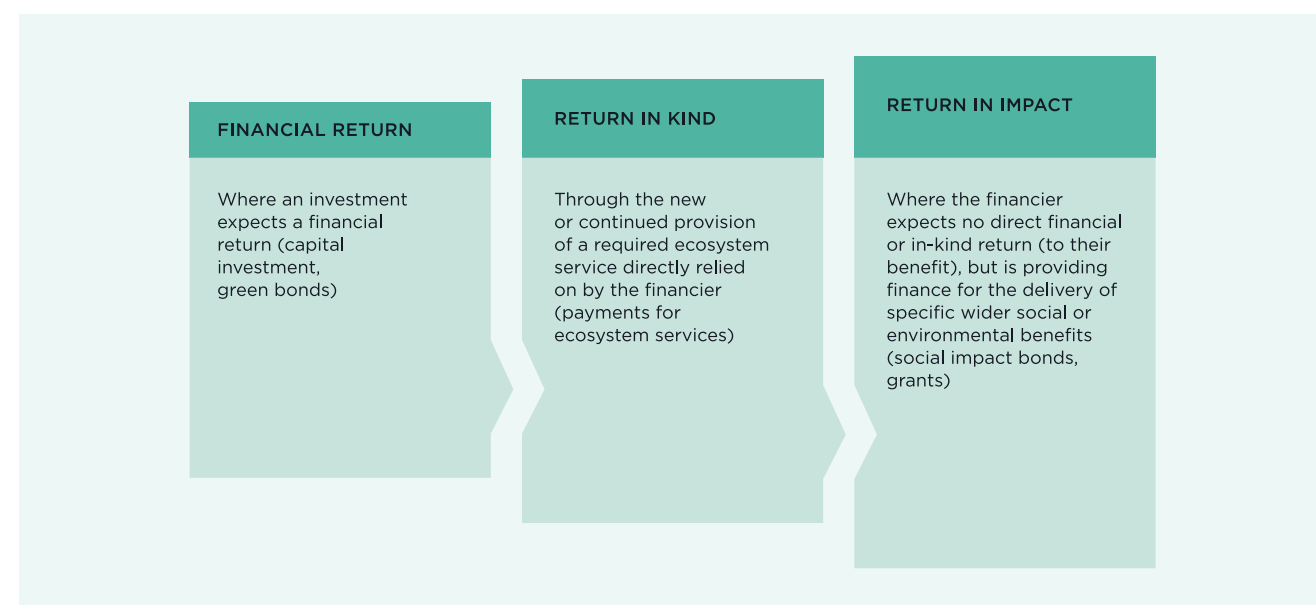 FINANCIAL RETURN
Where an investment
expects a financial
return (capital
investment,
green bonds)
RETURN IN KIND
Through the new
or continued provision
of a required ecosystem
service directly relied
on by the financier
(payments for
ecosystem services)
RETURN IN IMPACT
Where the financier
expects no direct financial
or in-kind return (to their
benefit), but is providing
finance for the delivery of
specific wider social or
environmental benefits
(social impact bonds,
grants)